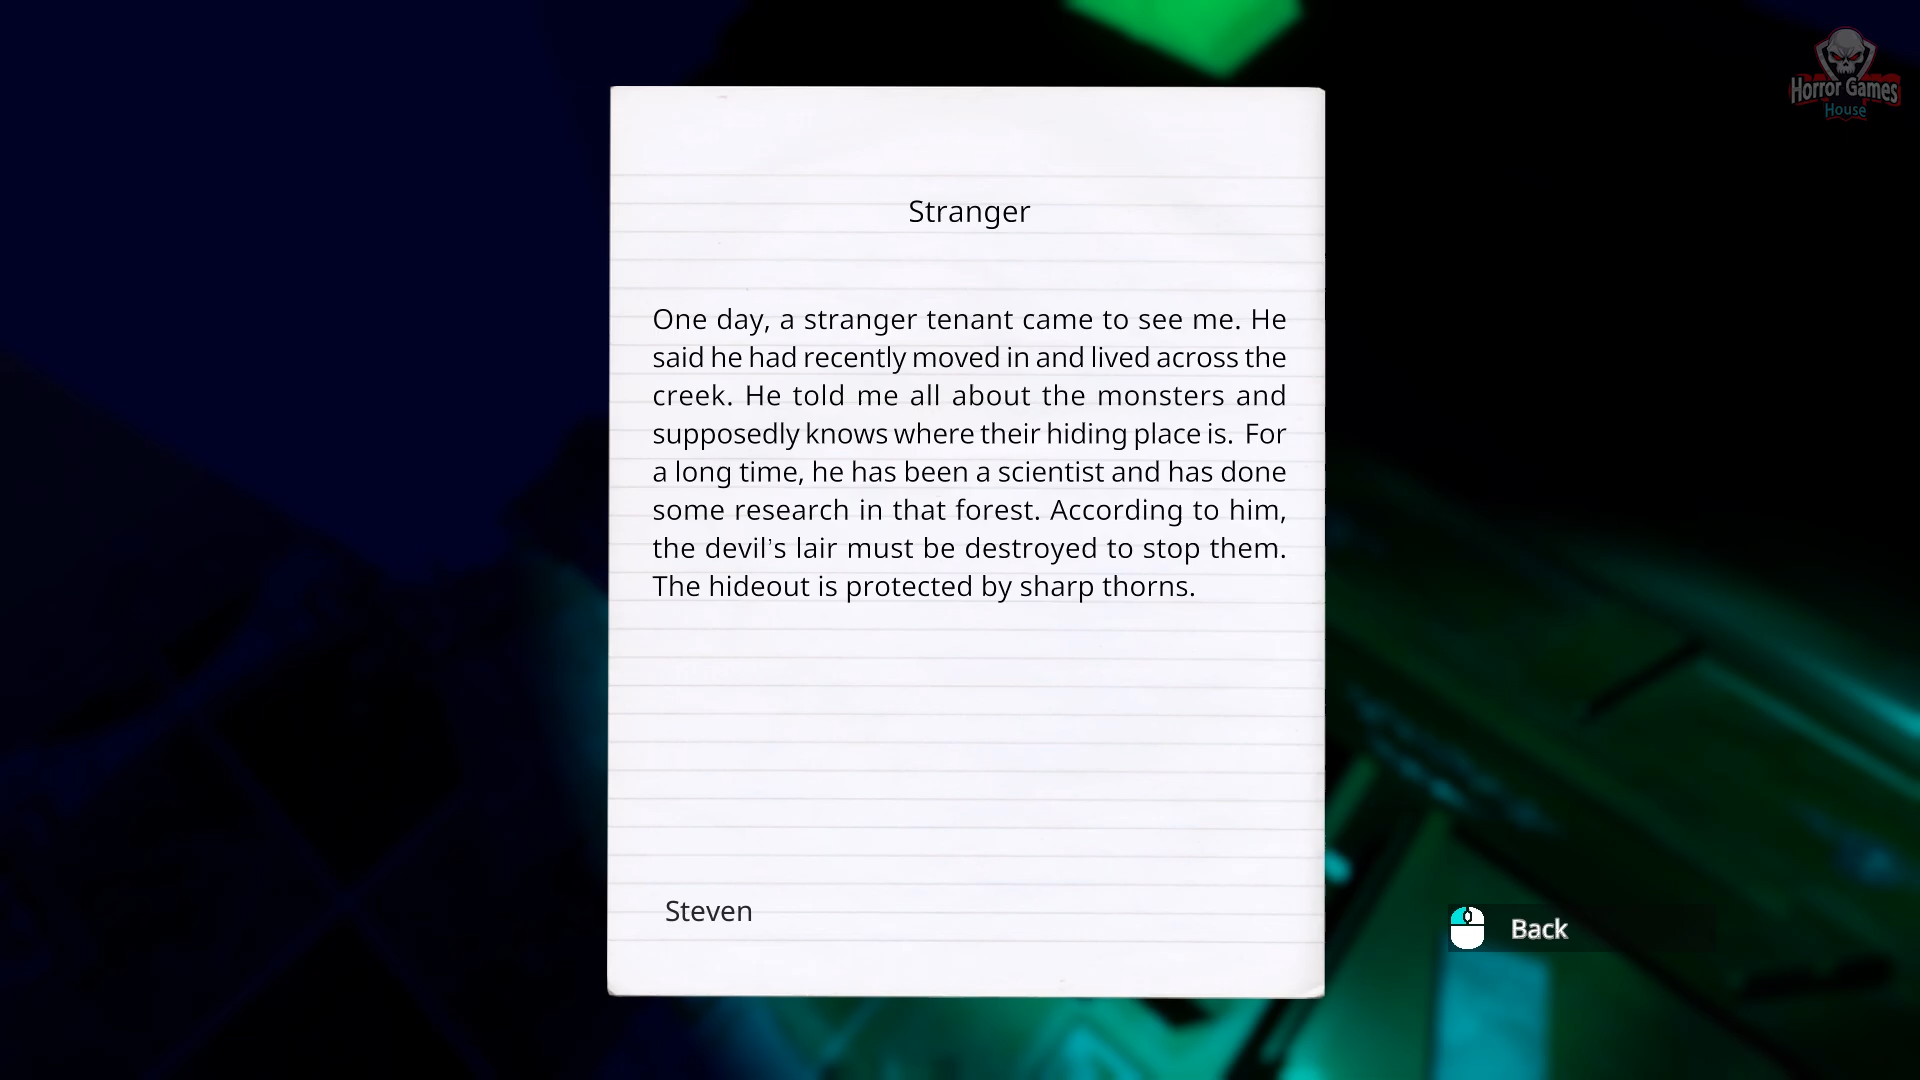 Horror Games
House
Stranger
One day, a stranger tenant came to see me. He
said he had recently moved in and lived across the
creek. He told me all about the monsters and
supposedly knows where their hiding place is. For
a long time, he has been a scientist and has done
some research in that forest. According to him,
the devil's lair must be destroyed to stop them.
The hideout is protected by sharp thorns.
Steven
Back